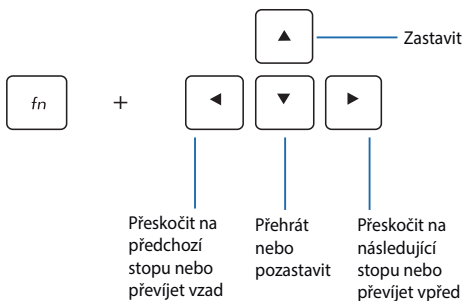 Zastavit
fn +
Přeskočit na
předchozí
stopu nebo
převíjet vzad
Přehrát
nebo
pozastavit
Přeskočit na
následující
stopu nebo
převíjet vpřed